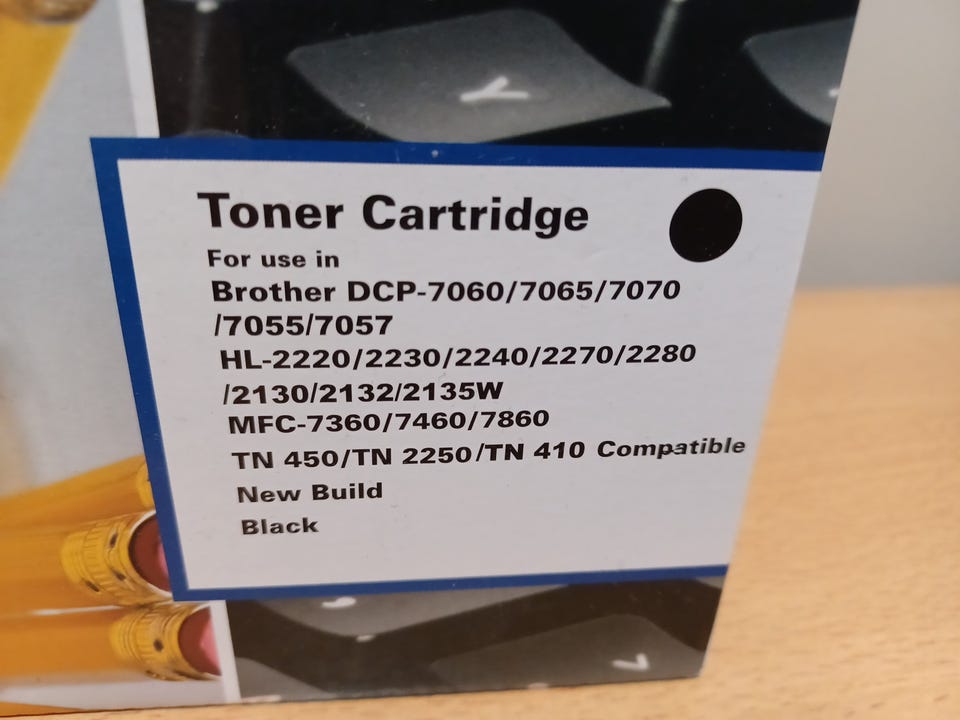 Toner Cartridge
For use in
Brother DCP-7060/7065/7070
/7055/7057
HL-2220/2230/2240/2270/2280
/2130/2132/2135W
MFC-7360/7460/7860
TN 450/TN 2250/TN 410 Compatible
New Build
Black